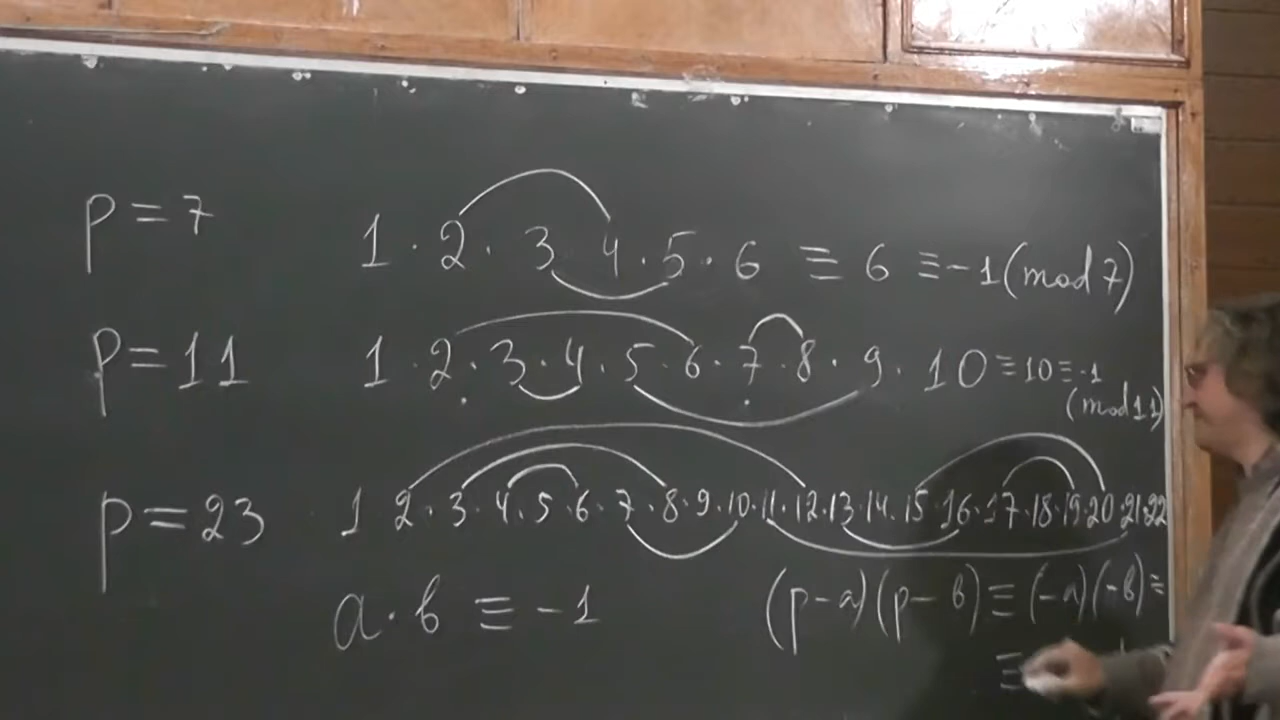 p = 7 1 · 2 · 3 4 · 5 · 6 ≡ 6 ≡ -1 (mod 7)
p = 11 1 · 2 · 3 · 4 · 5 · 6 · 7 · 8 · 9 · 10 ≡ 10 ≡ -1
(mod 11)
p = 23 1 2 · 3 · 4 · 5 · 6 · 7 · 8 · 9 · 10 · 11 · 12 · 13 · 14 · 15 · 16 · 17 · 18 · 19 · 20 · 21 · 22
a · b ≡ -1 (p-a)(p-b) ≡ (-a)(-b) ≡
≡